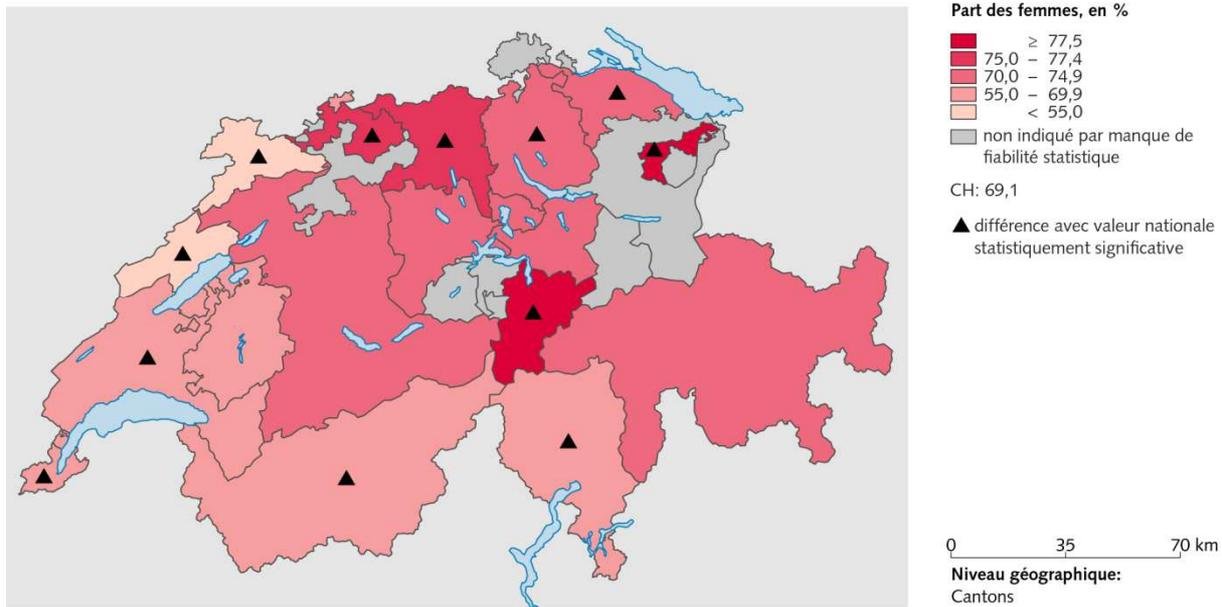 Part des femmes, en %
≥ 77,5
75,0 – 77,4
70,0 – 74,9
55,0 – 69,9
< 55,0
non indiqué par manque de
fiabilité statistique
CH: 69,1
différence avec valeur nationale
statistiquement significative
0 35 70 km
Niveau géographique:
Cantons